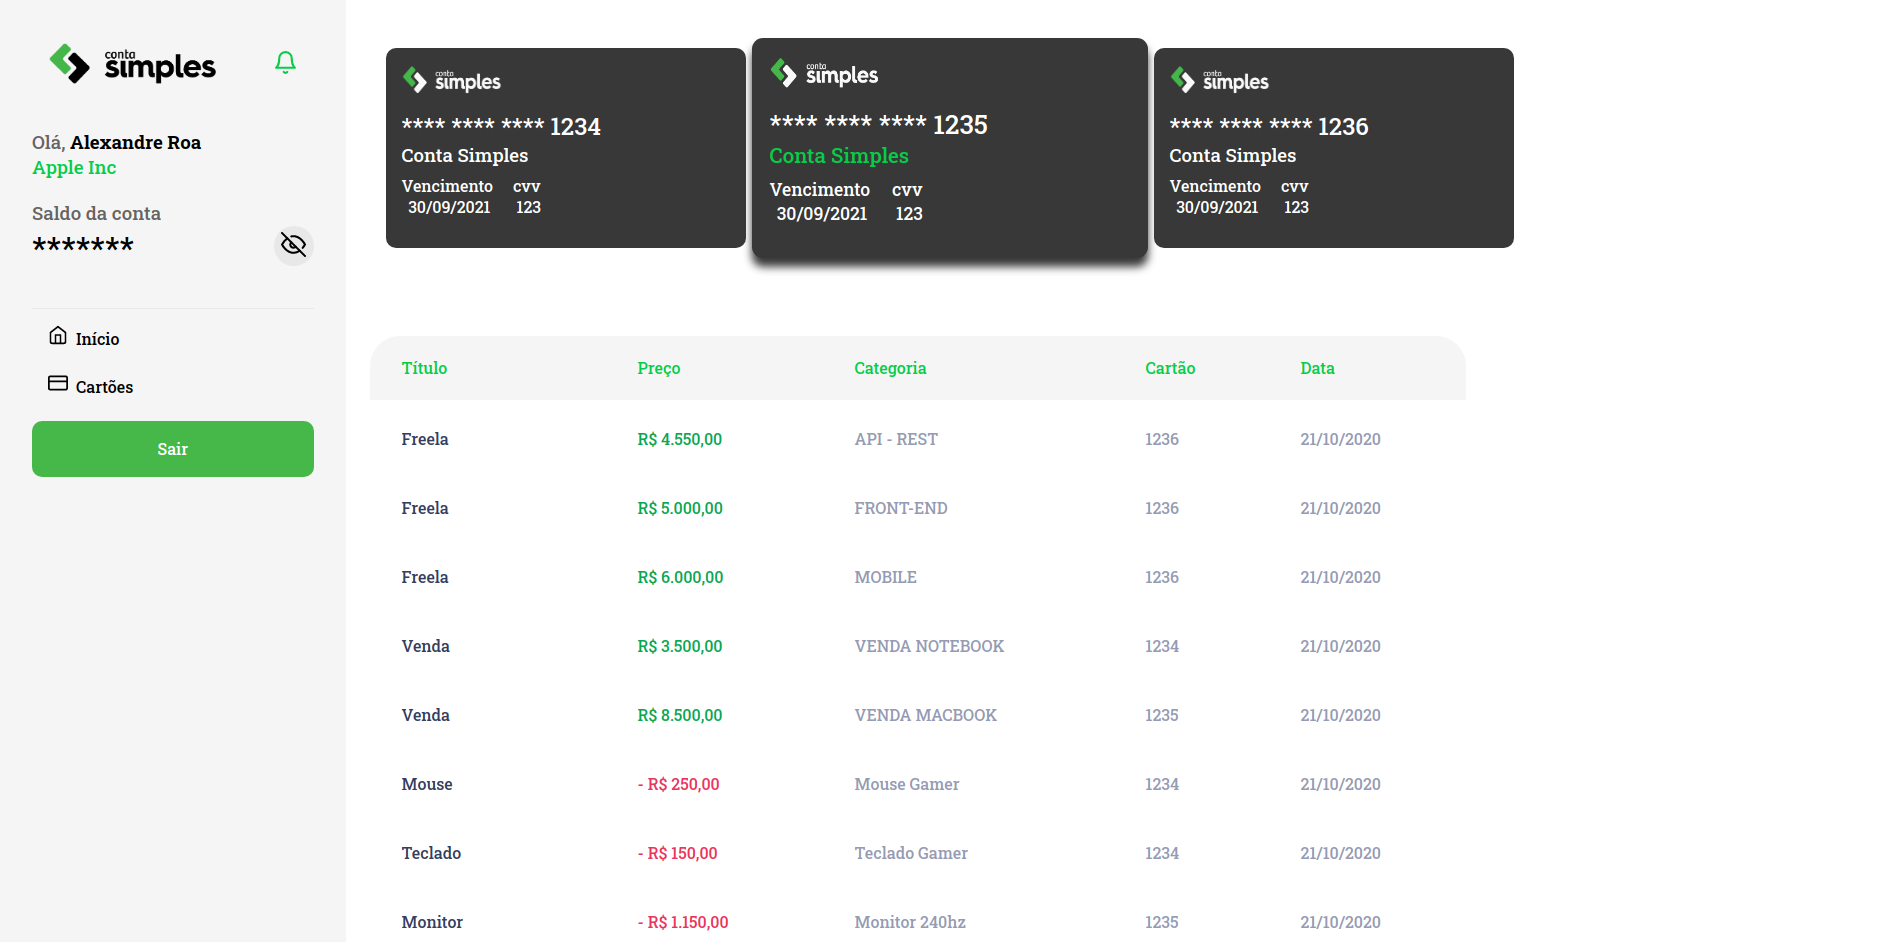 conta
simples
Olá, Alexandre Roa
Apple Inc
Saldo da conta
*******
Início
Cartões
Sair
conta
simples
**** **** **** 1234
Conta Simples
Vencimento cvv
30/09/2021 123
conta
simples
**** **** **** 1235
Conta Simples
Vencimento cvv
30/09/2021 123
conta
simples
**** **** **** 1236
Conta Simples
Vencimento cvv
30/09/2021 123
Título Preço Categoria Cartão Data
Freela R$ 4.550,00 API - REST 1236 21/10/2020
Freela R$ 5.000,00 FRONT-END 1236 21/10/2020
Freela R$ 6.000,00 MOBILE 1236 21/10/2020
Venda R$ 3.500,00 VENDA NOTEBOOK 1234 21/10/2020
Venda R$ 8.500,00 VENDA MACBOOK 1235 21/10/2020
Mouse - R$ 250,00 Mouse Gamer 1234 21/10/2020
Teclado - R$ 150,00 Teclado Gamer 1234 21/10/2020
Monitor - R$ 1.150,00 Monitor 240hz 1235 21/10/2020